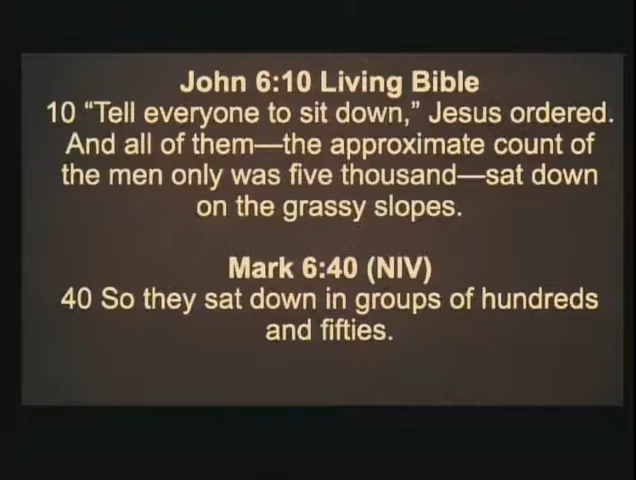 John 6:10 Living Bible
10 “Tell everyone to sit down,” Jesus ordered.
And all of them—the approximate count of
the men only was five thousand—sat down
on the grassy slopes.
Mark 6:40 (NIV)
40 So they sat down in groups of hundreds
and fifties.